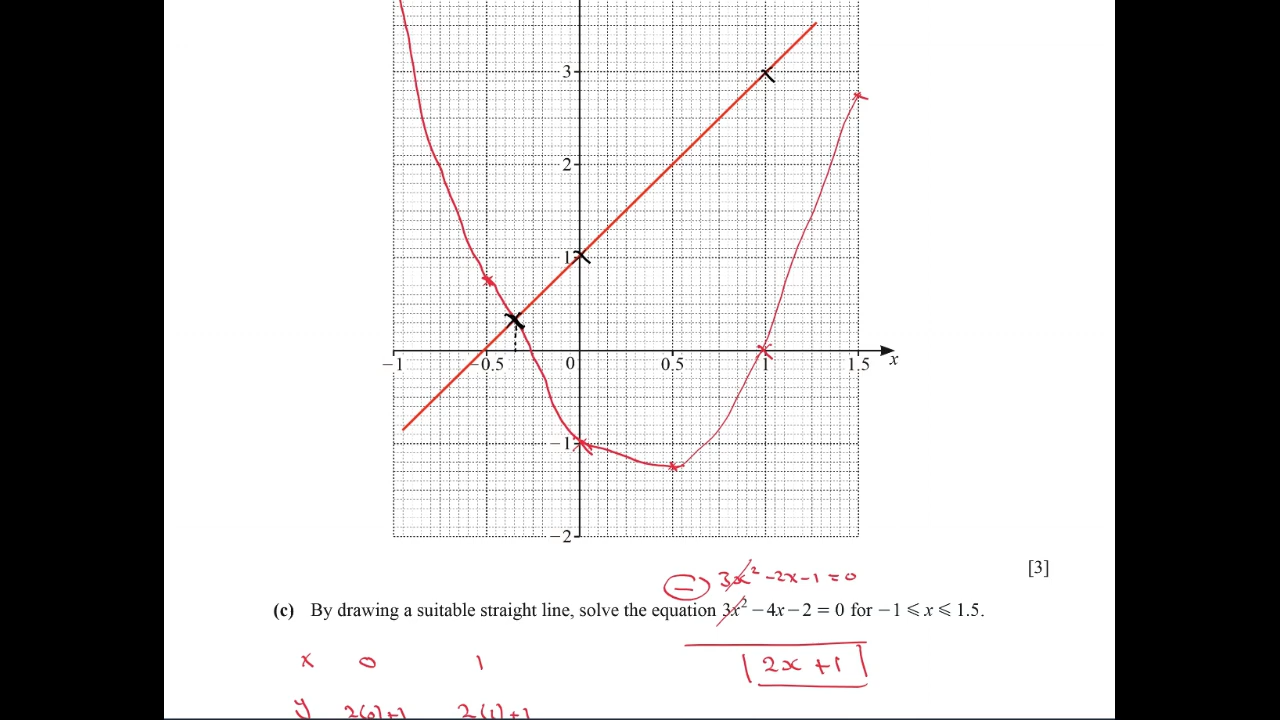 3
2
1
−1 −0.5 0 0.5 1 1.5 x
−1
−2
[3]
3x² -2x -1 = 0
(c) By drawing a suitable straight line, solve the equation 3x² − 4x − 2 = 0 for −1 ⩽ x ⩽ 1.5.
x 0 1
2x +1
y 2(0)+1 2(1)+1